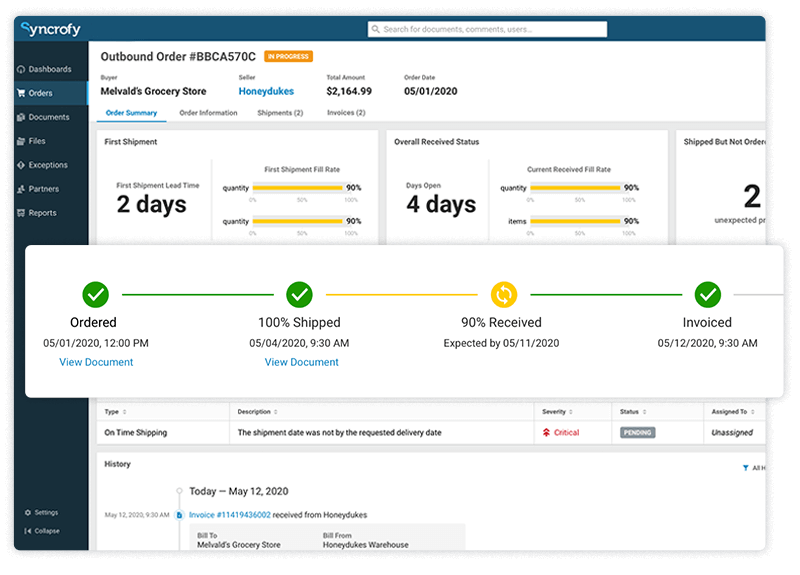 Syncrofy
Search for documents, comments, users...
Dashboards
Orders
Documents
Files
Exceptions
Partners
Reports
Settings
Collapse
Outbound Order #BBCA570C IN PROGRESS
Buyer Seller Total Amount Order Date
Melvald's Grocery Store Honeydukes $2,164.99 05/01/2020
Order Summary Order Information Shipments (2) Invoices (2)
First Shipment
First Shipment Lead Time
2 days
First Shipment Fill Rate
quantity 90%
0% 50% 100%
quantity 90%
0% 50% 100%
Overall Received Status
Days Open
4 days
Current Received Fill Rate
quantity 90%
0% 50% 100%
items 90%
0% 50% 100%
Shipped But Not Ordere
2
unexpected pr
Ordered
05/01/2020, 12:00 PM
View Document
100% Shipped
05/04/2020, 9:30 AM
View Document
90% Received
Expected by 05/11/2020
Invoiced
05/12/2020, 9:30 AM
Type Description Severity Status Assigned To
On Time Shipping The shipment date was not by the requested delivery date Critical PENDING Unassigned
History
All H
Today — May 12, 2020
May 12, 2020, 9:30 AM Invoice #11419436002 received from Honeydukes
Bill To Bill From
Melvald's Grocery Store Honeydukes Warehouse